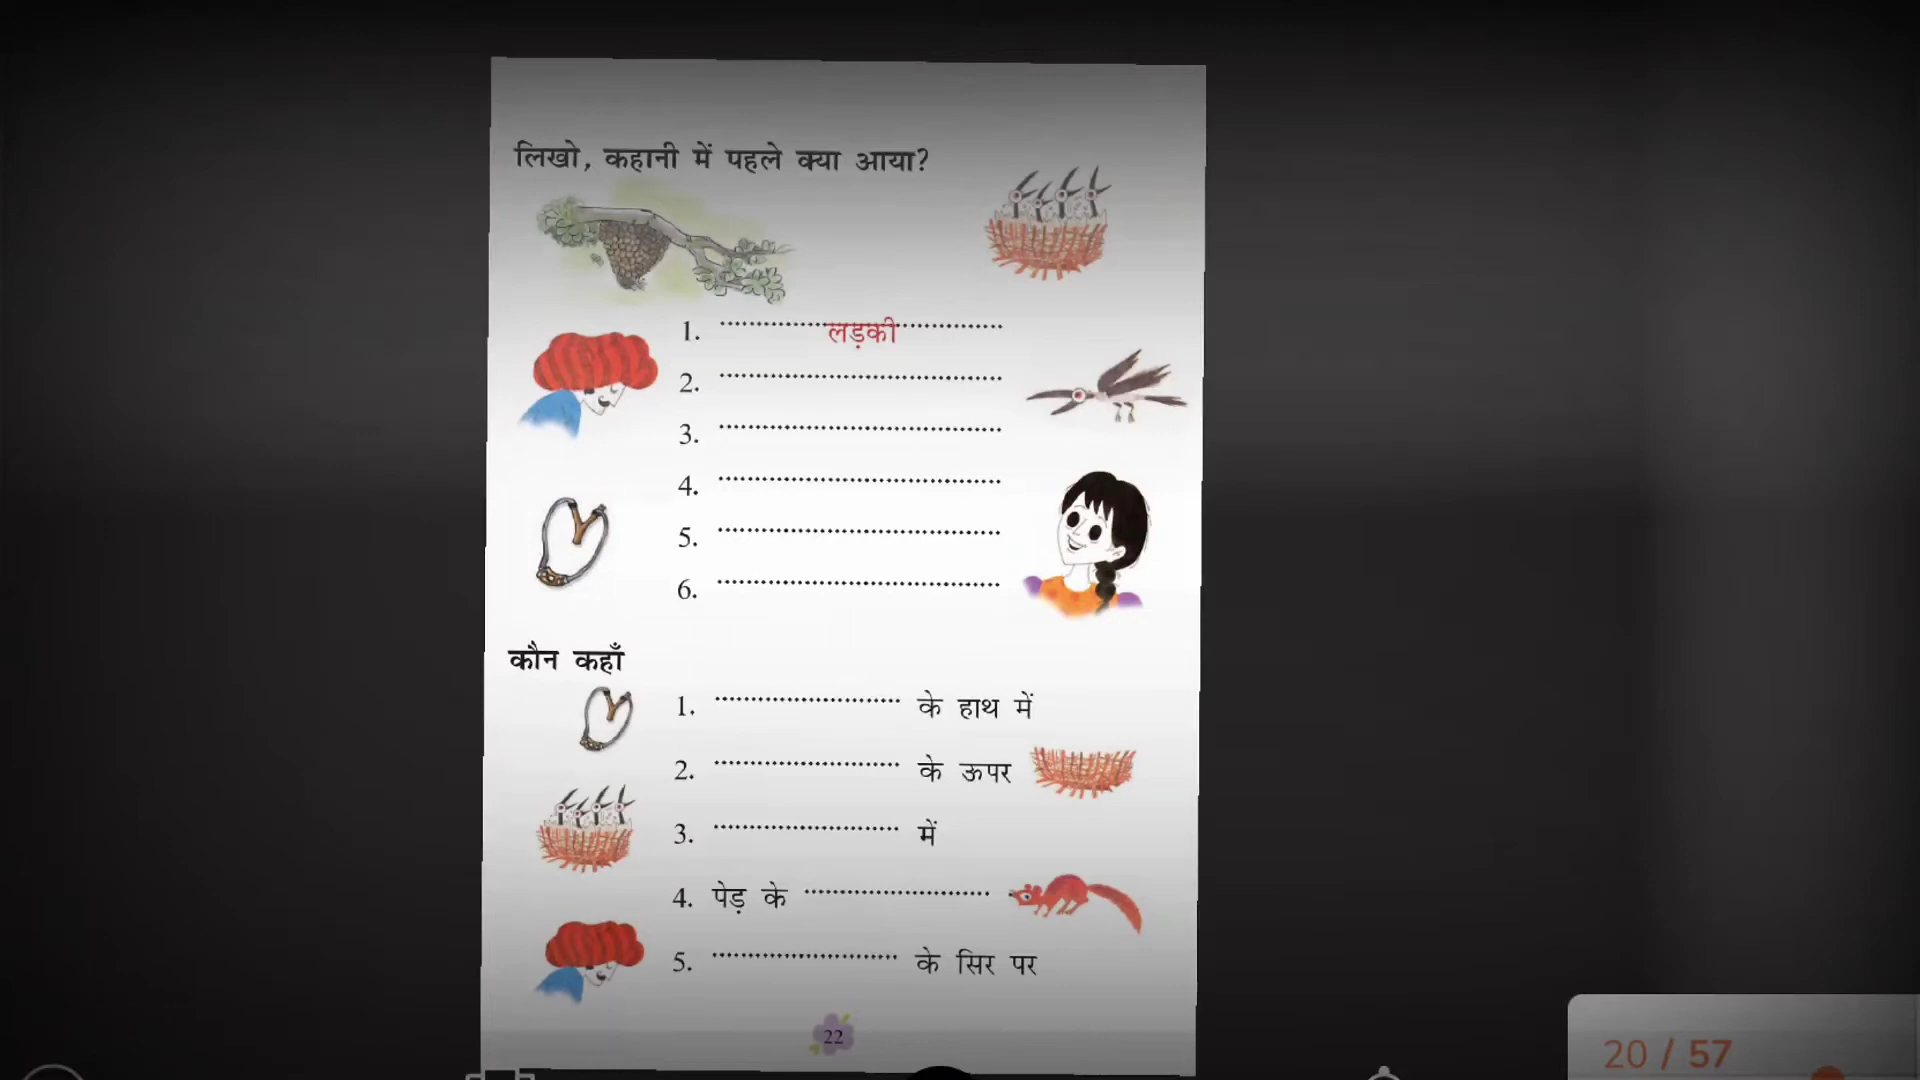 लिखो, कहानी में पहले क्या आया?
1. .................... लड़की ....................
2. ........................................
3. ........................................
4. ........................................
5. ........................................
6. ........................................
कौन कहाँ
1. .............................. के हाथ में
2. .............................. के ऊपर
3. .............................. में
4. पेड़ के ..............................
5. .............................. के सिर पर
22
20 / 57